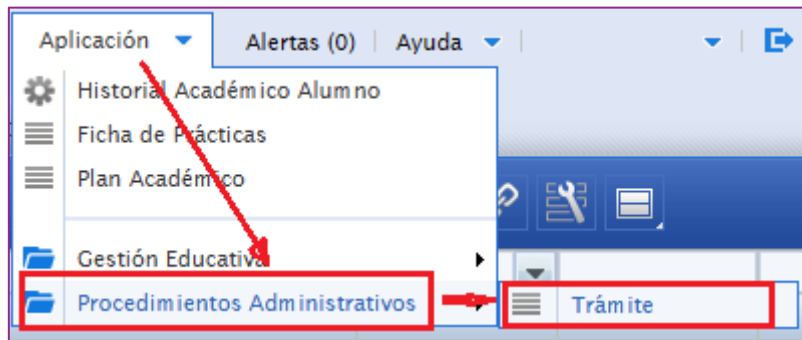 Aplicación Alertas (0) Ayuda
Historial Académico Alumno
Ficha de Prácticas
Plan Académico
Gestión Educativa
Procedimientos Administrativos Trámite